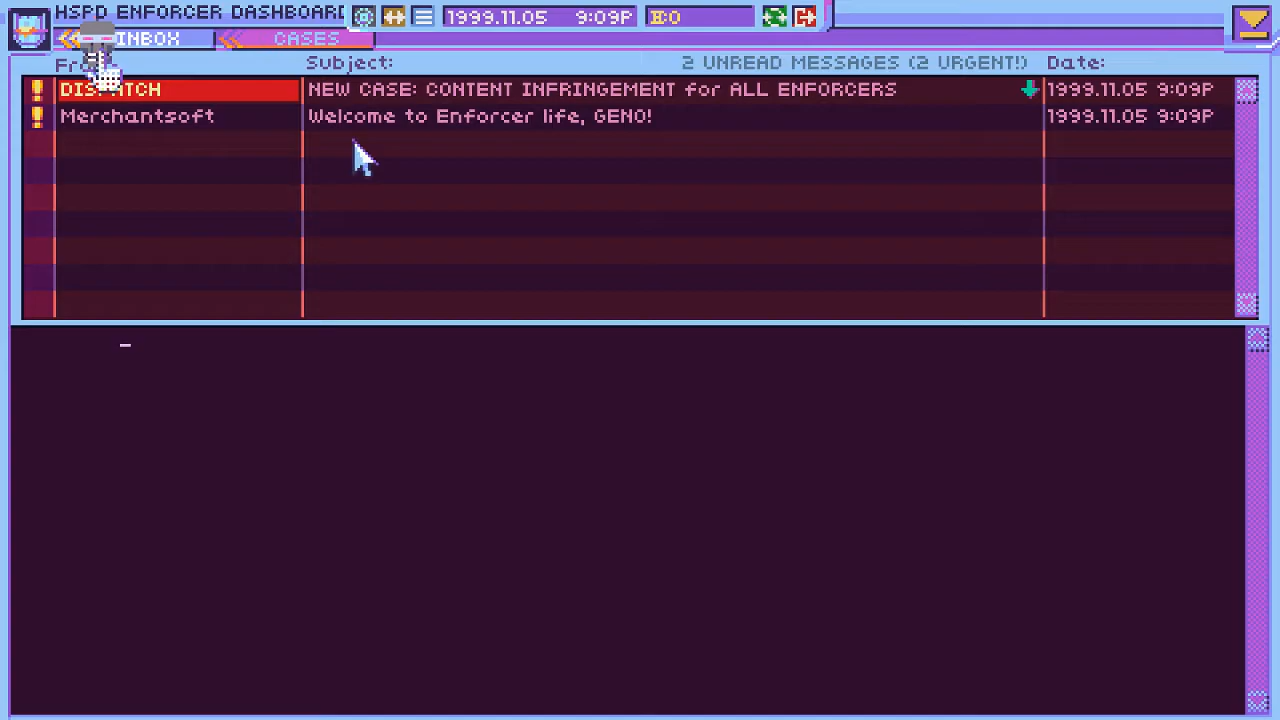 HSPD ENFORCER DASHBOARD
1999.11.05 9:09P
:0
INBOX
CASES
Subject:
2 UNREAD MESSAGES (2 URGENT!)
Date:
DISPATCH
NEW CASE: CONTENT INFRINGEMENT for ALL ENFORCERS
1999.11.05 9:09P
Merchantsoft
Welcome to Enforcer life, GENO!
1999.11.05 9:09P